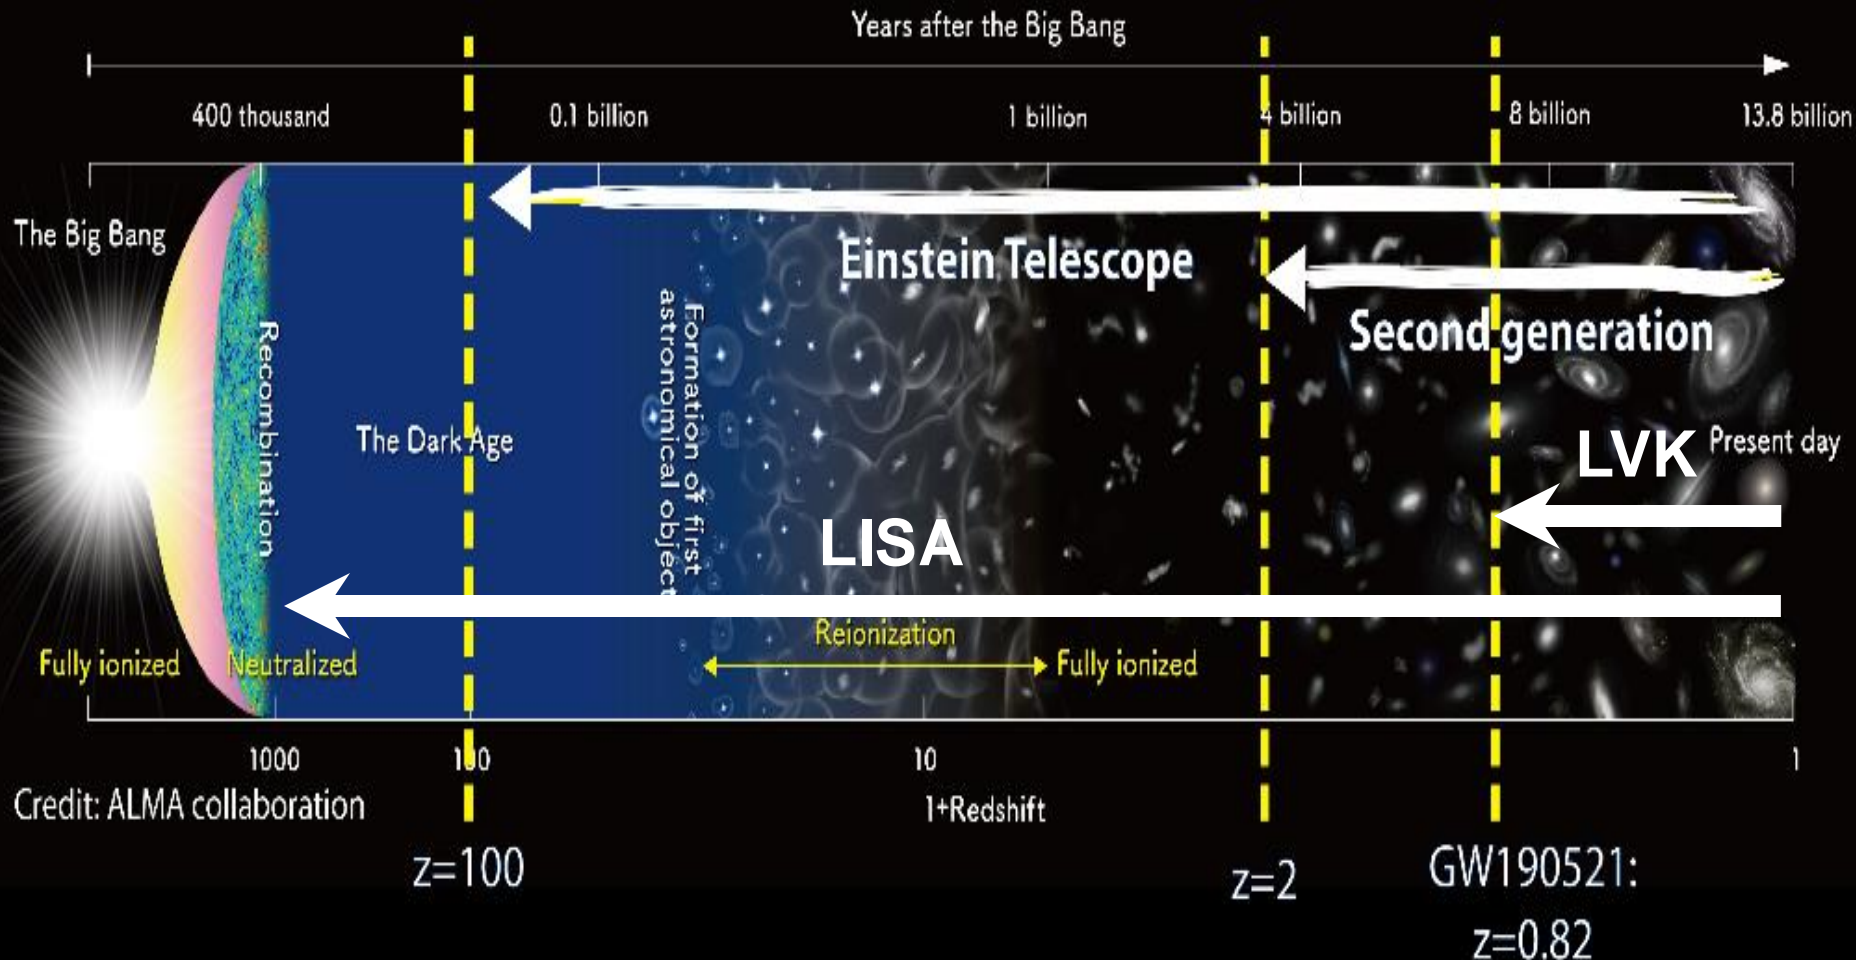 Years after the Big Bang
400 thousand
0.1 billion
1 billion
4 billion
8 billion
13.8 billion
The Big Bang
Einstein Telescope
Second generation
Recombination
The Dark Age
Formation of first
astronomical object
LVK
Present day
LISA
Reionization
Fully ionized
Neutralized
Fully ionized
1000
100
10
1
Credit: ALMA collaboration
1+Redshift
z=100
z=2
GW190521:
z=0.82